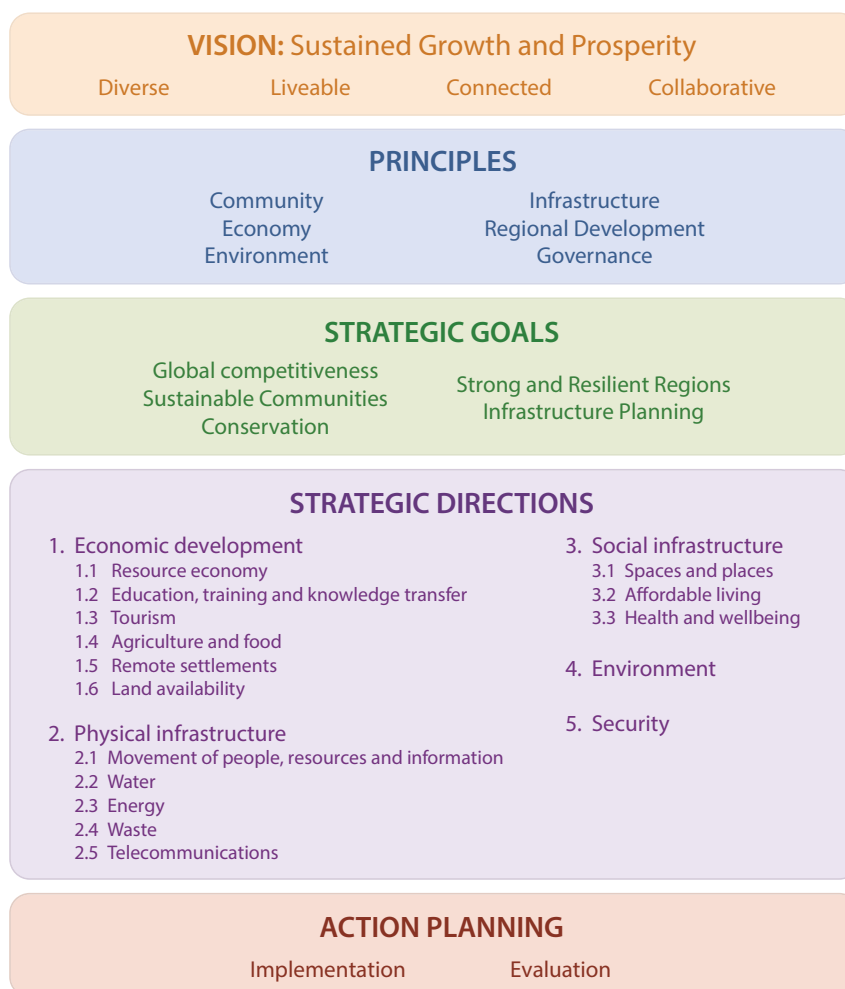 VISION: Sustained Growth and Prosperity
Diverse Liveable Connected Collaborative
PRINCIPLES
Community
Economy
Environment
Infrastructure
Regional Development
Governance
STRATEGIC GOALS
Global competitiveness
Sustainable Communities
Conservation
Strong and Resilient Regions
Infrastructure Planning
STRATEGIC DIRECTIONS
1. Economic development
1.1 Resource economy
1.2 Education, training and knowledge transfer
1.3 Tourism
1.4 Agriculture and food
1.5 Remote settlements
1.6 Land availability
2. Physical infrastructure
2.1 Movement of people, resources and information
2.2 Water
2.3 Energy
2.4 Waste
2.5 Telecommunications
3. Social infrastructure
3.1 Spaces and places
3.2 Affordable living
3.3 Health and wellbeing
4. Environment
5. Security
ACTION PLANNING
Implementation Evaluation